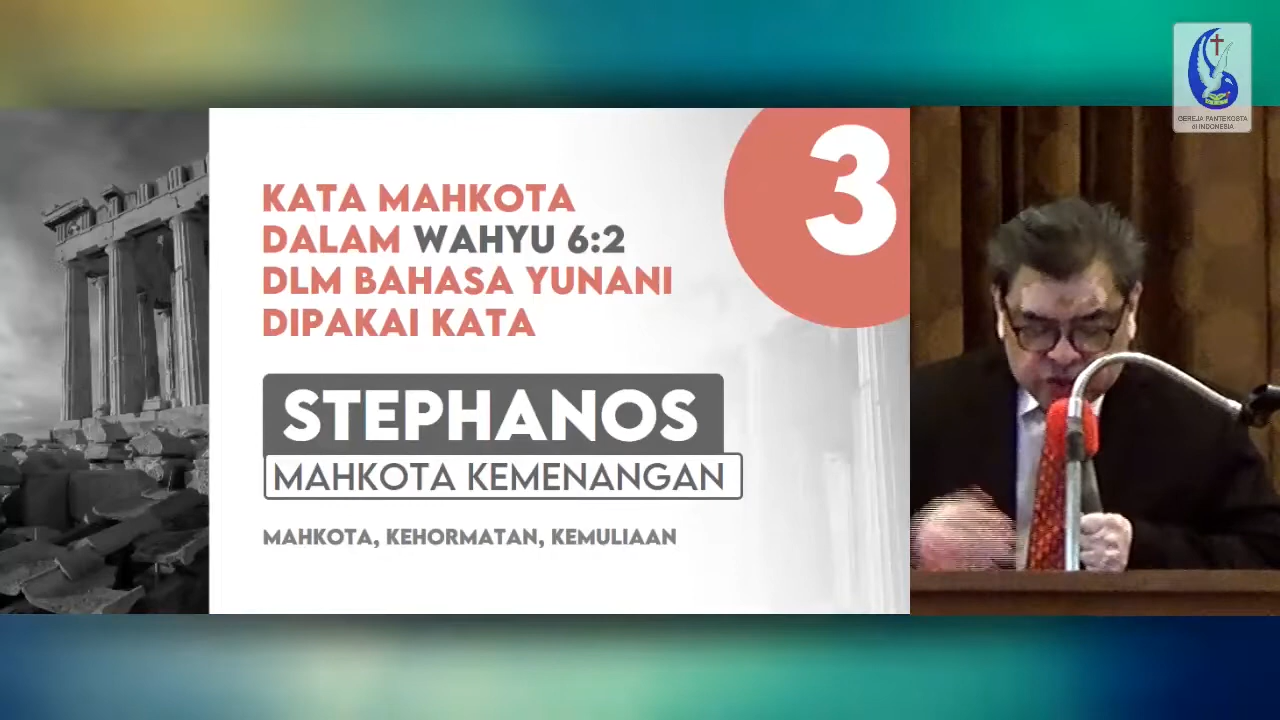 3
KATA MAHKOTA
DALAM WAHYU 6:2
DLM BAHASA YUNANI
DIPAKAI KATA
STEPHANOS
MAHKOTA KEMENANGAN
MAHKOTA, KEHORMATAN, KEMULIAAN
GEREJA PANTEKOSTA
di INDONESIA